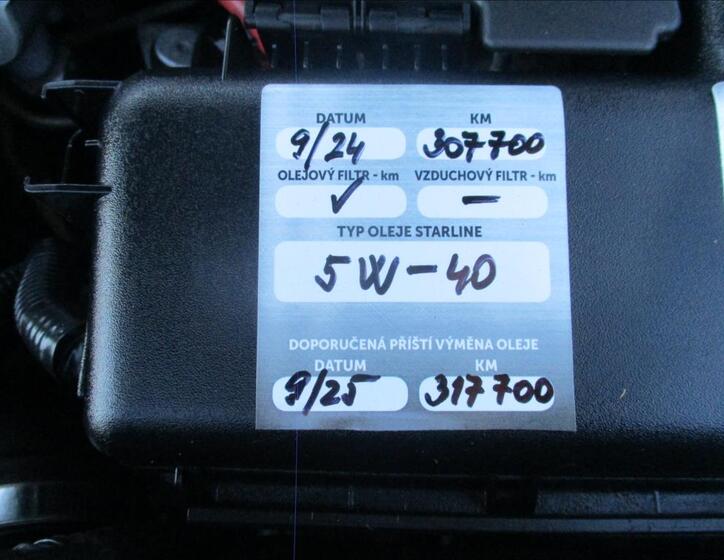 DATUM KM
9/24 307700
OLEJOVÝ FILTR - km VZDUCHOVÝ FILTR - km
✓ –
TYP OLEJE STARLINE
5W-40
DOPORUČENÁ PŘÍŠTÍ VÝMĚNA OLEJE
DATUM KM
9/25 317700